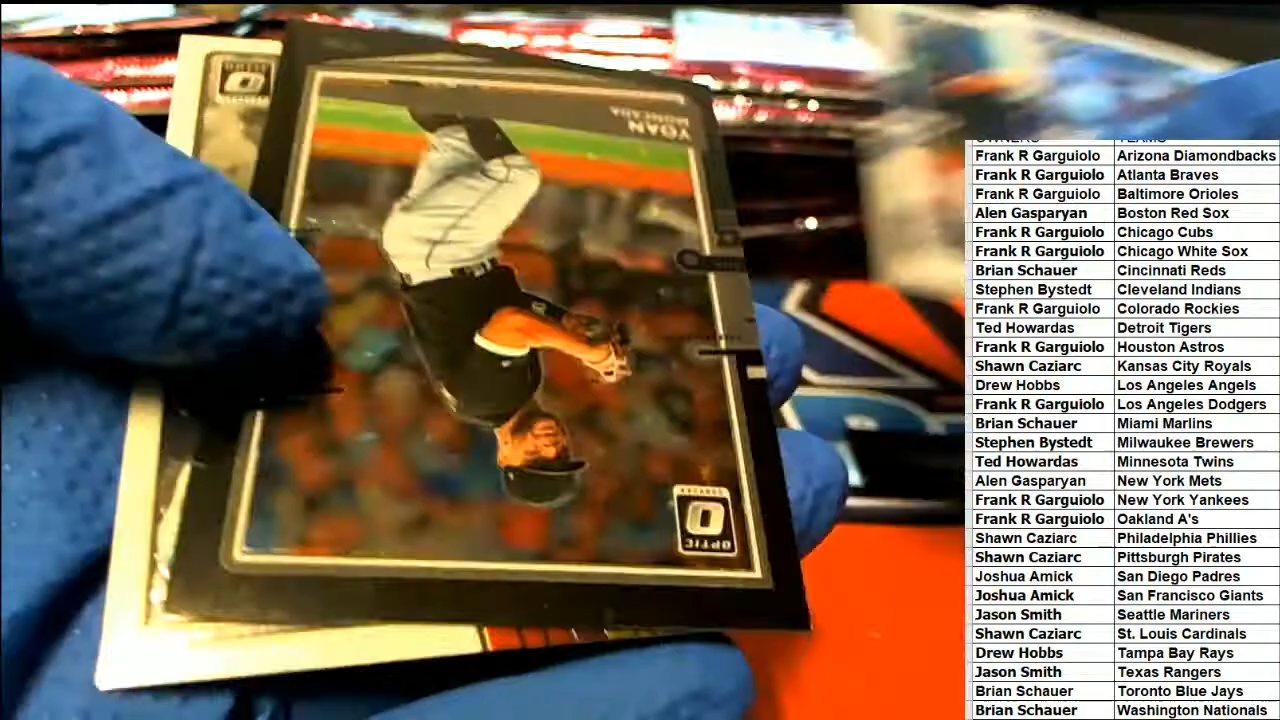 YOAN
MONCADA
OPTIC
OWNERS TEAMS
Frank R Garguiolo Arizona Diamondbacks
Frank R Garguiolo Atlanta Braves
Frank R Garguiolo Baltimore Orioles
Alen Gasparyan Boston Red Sox
Frank R Garguiolo Chicago Cubs
Frank R Garguiolo Chicago White Sox
Brian Schauer Cincinnati Reds
Stephen Bystedt Cleveland Indians
Frank R Garguiolo Colorado Rockies
Ted Howardas Detroit Tigers
Frank R Garguiolo Houston Astros
Shawn Caziarc Kansas City Royals
Drew Hobbs Los Angeles Angels
Frank R Garguiolo Los Angeles Dodgers
Brian Schauer Miami Marlins
Stephen Bystedt Milwaukee Brewers
Ted Howardas Minnesota Twins
Alen Gasparyan New York Mets
Frank R Garguiolo New York Yankees
Frank R Garguiolo Oakland A's
Shawn Caziarc Philadelphia Phillies
Shawn Caziarc Pittsburgh Pirates
Joshua Amick San Diego Padres
Joshua Amick San Francisco Giants
Jason Smith Seattle Mariners
Shawn Caziarc St. Louis Cardinals
Drew Hobbs Tampa Bay Rays
Jason Smith Texas Rangers
Brian Schauer Toronto Blue Jays
Brian Schauer Washington Nationals